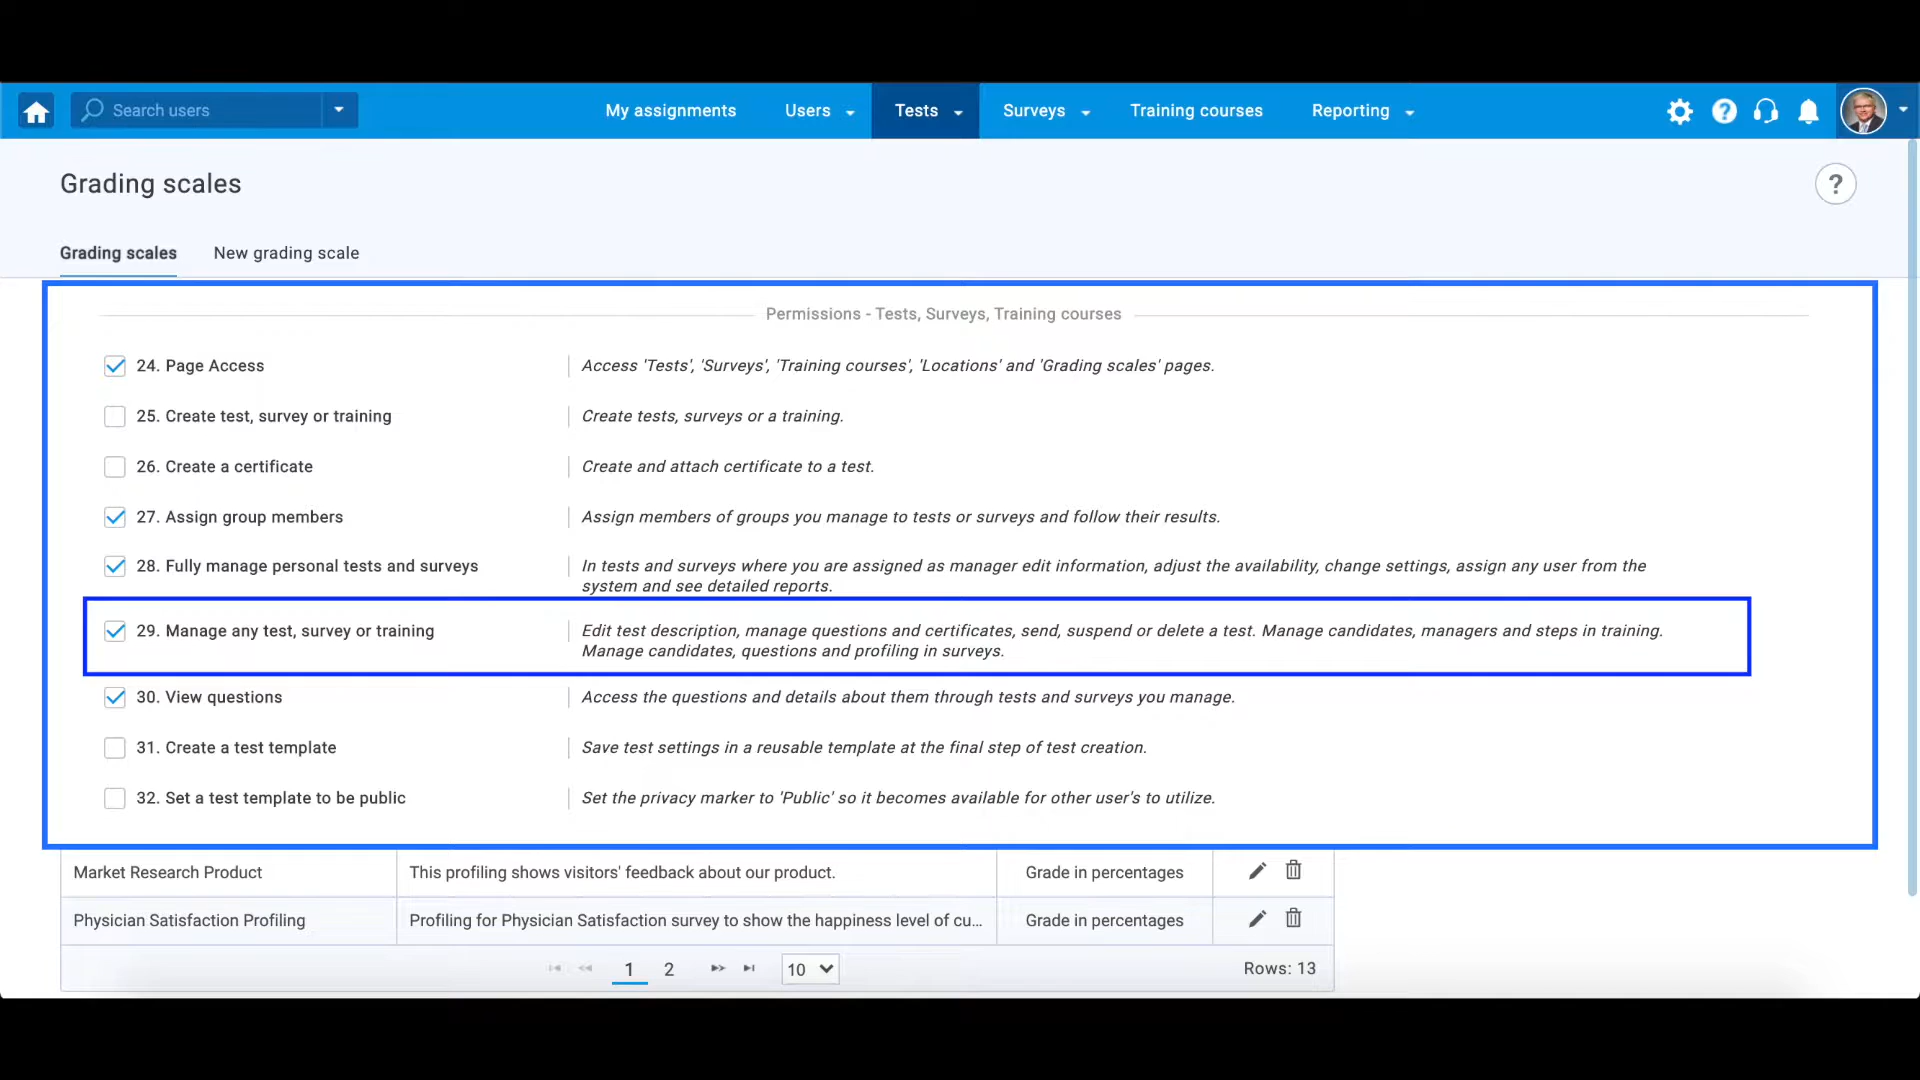 Search users
My assignments
Users
Tests
Surveys
Training courses
Reporting
Grading scales
?
Grading scales
New grading scale
Permissions - Tests, Surveys, Training courses
24. Page Access
Access 'Tests', 'Surveys', 'Training courses', 'Locations' and 'Grading scales' pages.
25. Create test, survey or training
Create tests, surveys or a training.
26. Create a certificate
Create and attach certificate to a test.
27. Assign group members
Assign members of groups you manage to tests or surveys and follow their results.
28. Fully manage personal tests and surveys
In tests and surveys where you are assigned as manager edit information, adjust the availability, change settings, assign any user from the
system and see detailed reports.
29. Manage any test, survey or training
Edit test description, manage questions and certificates, send, suspend or delete a test. Manage candidates, managers and steps in training.
Manage candidates, questions and profiling in surveys.
30. View questions
Access the questions and details about them through tests and surveys you manage.
31. Create a test template
Save test settings in a reusable template at the final step of test creation.
32. Set a test template to be public
Set the privacy marker to 'Public' so it becomes available for other user's to utilize.
Market Research Product
This profiling shows visitors' feedback about our product.
Grade in percentages
Physician Satisfaction Profiling
Profiling for Physician Satisfaction survey to show the happiness level of cu...
Grade in percentages
1
2
10
Rows: 13